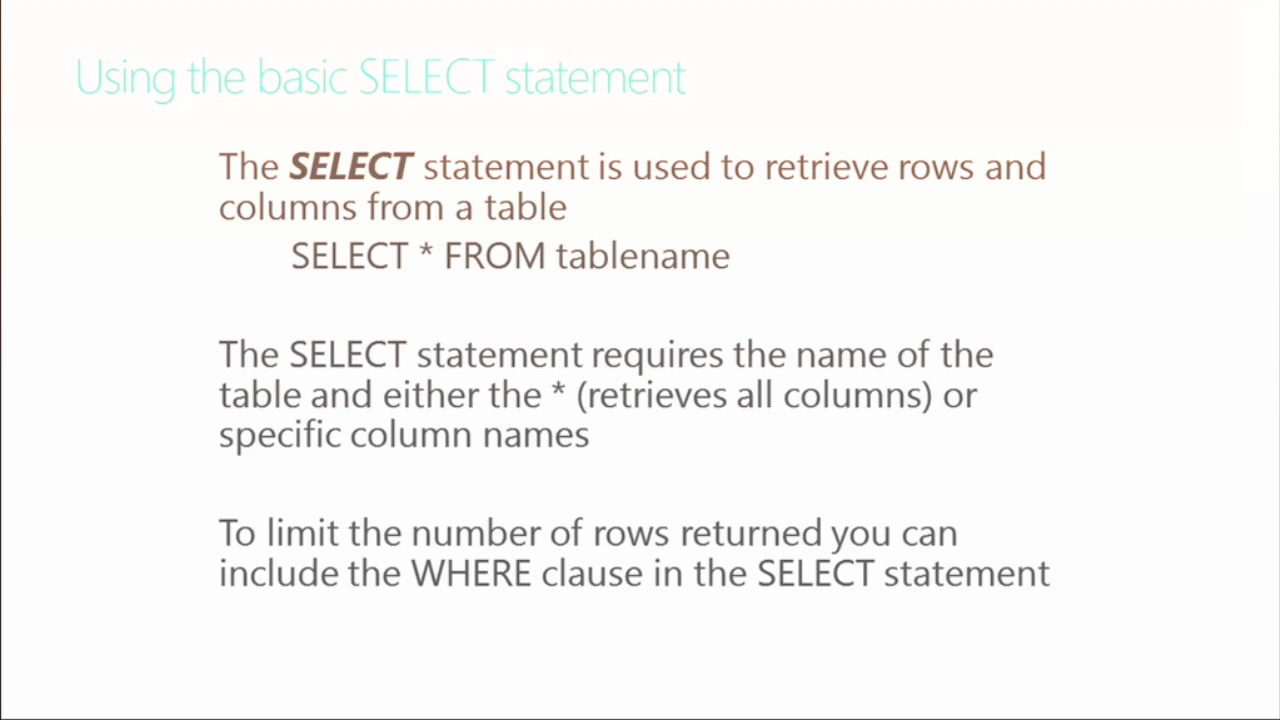 Using the basic SELECT statement
The SELECT statement is used to retrieve rows and
columns from a table
SELECT * FROM tablename
The SELECT statement requires the name of the
table and either the * (retrieves all columns) or
specific column names
To limit the number of rows returned you can
include the WHERE clause in the SELECT statement